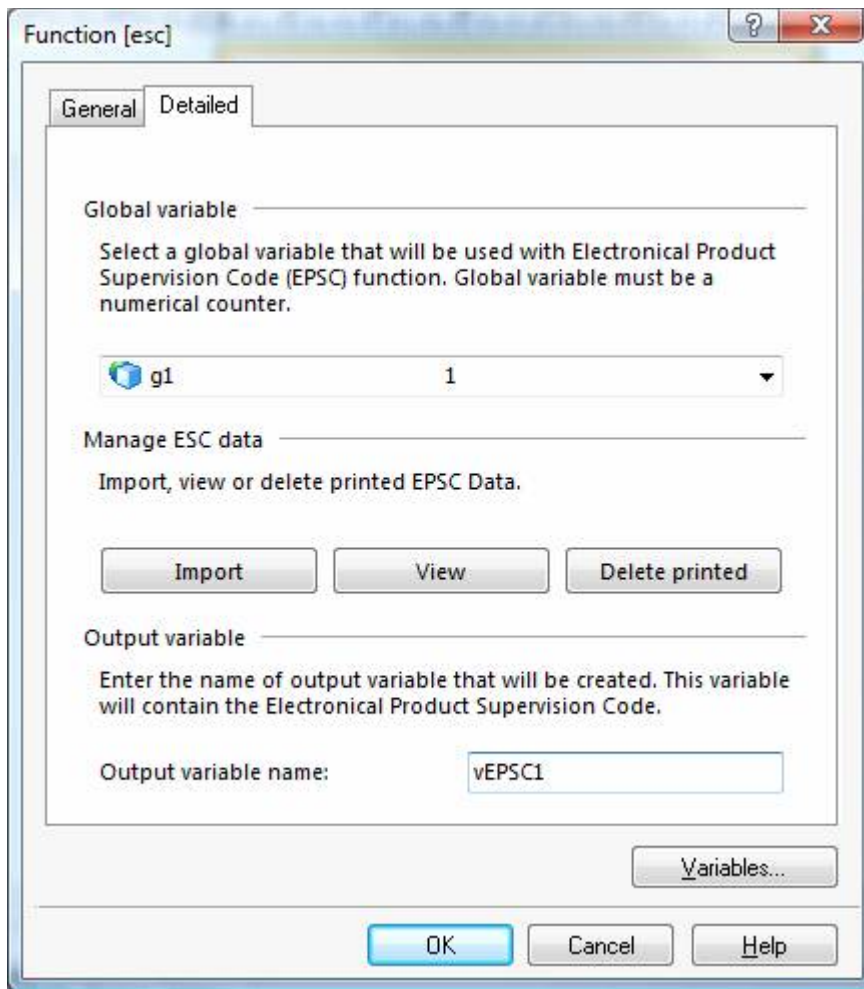 Function [esc]
General
Detailed
Global variable
Select a global variable that will be used with Electronical Product
Supervision Code (EPSC) function. Global variable must be a
numerical counter.
g1 1
Manage ESC data
Import, view or delete printed EPSC Data.
Import View Delete printed
Output variable
Enter the name of output variable that will be created. This variable
will contain the Electronical Product Supervision Code.
Output variable name: vEPSC1
Variables...
OK Cancel Help